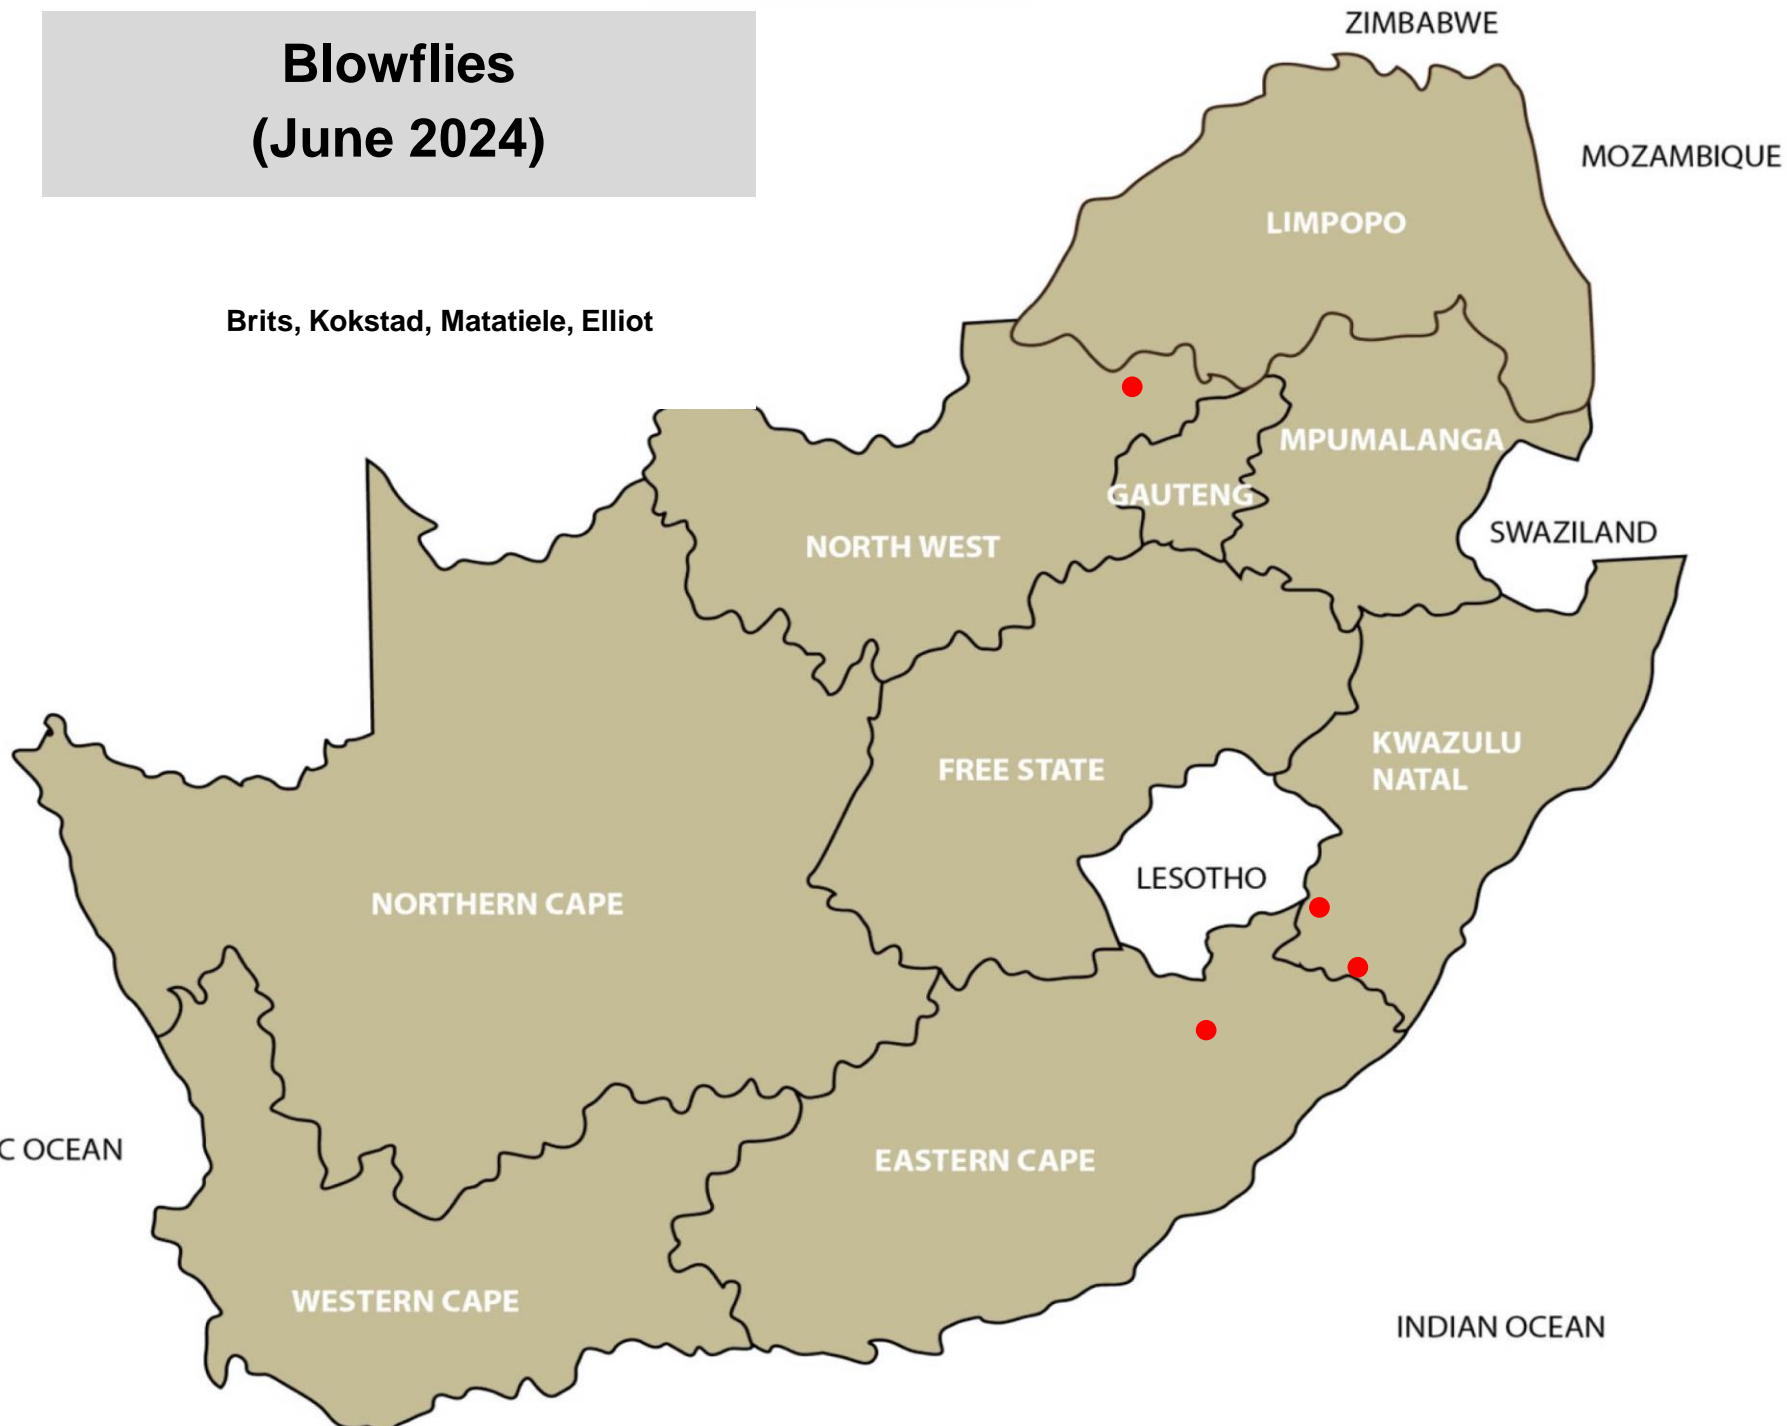 Blowflies
(June 2024)
ZIMBABWE
MOZAMBIQUE
LIMPOPO
Brits, Kokstad, Matatiele, Elliot
MPUMALANGA
GAUTENG
SWAZILAND
NORTH WEST
KWAZULU
NATAL
FREE STATE
LESOTHO
NORTHERN CAPE
C OCEAN
EASTERN CAPE
WESTERN CAPE
INDIAN OCEAN